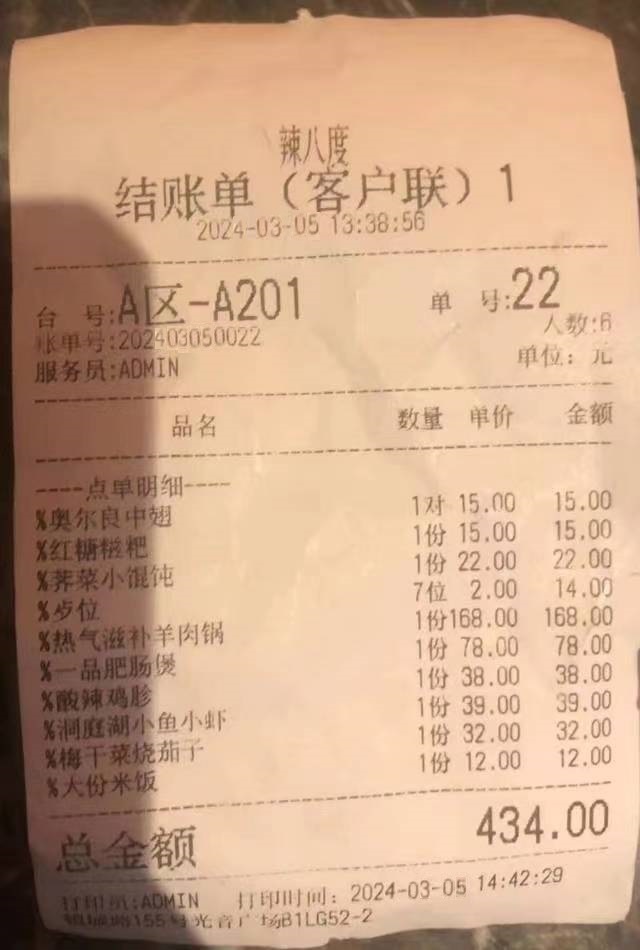 辣八度
结账单（客户联）1
2024-03-05 13:38:56
台 号:A区-A201 单 号:22
账单号:202403050022 人数:6
服务员:ADMIN 单位：元
品名 数量 单价 金额
----点单明细----
%奥尔良中翅 1对 15.00 15.00
%红糖糍粑 1份 15.00 15.00
%荠菜小馄饨 1份 22.00 22.00
%歺位 7位 2.00 14.00
%热气滋补羊肉锅 1份 168.00 168.00
%一品肥肠煲 1份 78.00 78.00
%酸辣鸡胗 1份 38.00 38.00
%洞庭湖小鱼小虾 1份 39.00 39.00
%梅干菜烧茄子 1份 32.00 32.00
%大份米饭 1份 12.00 12.00
总金额 434.00
打印员:ADMIN 打印时间：2024-03-05 14:42:29
城路155号光音广场B1LG52-2